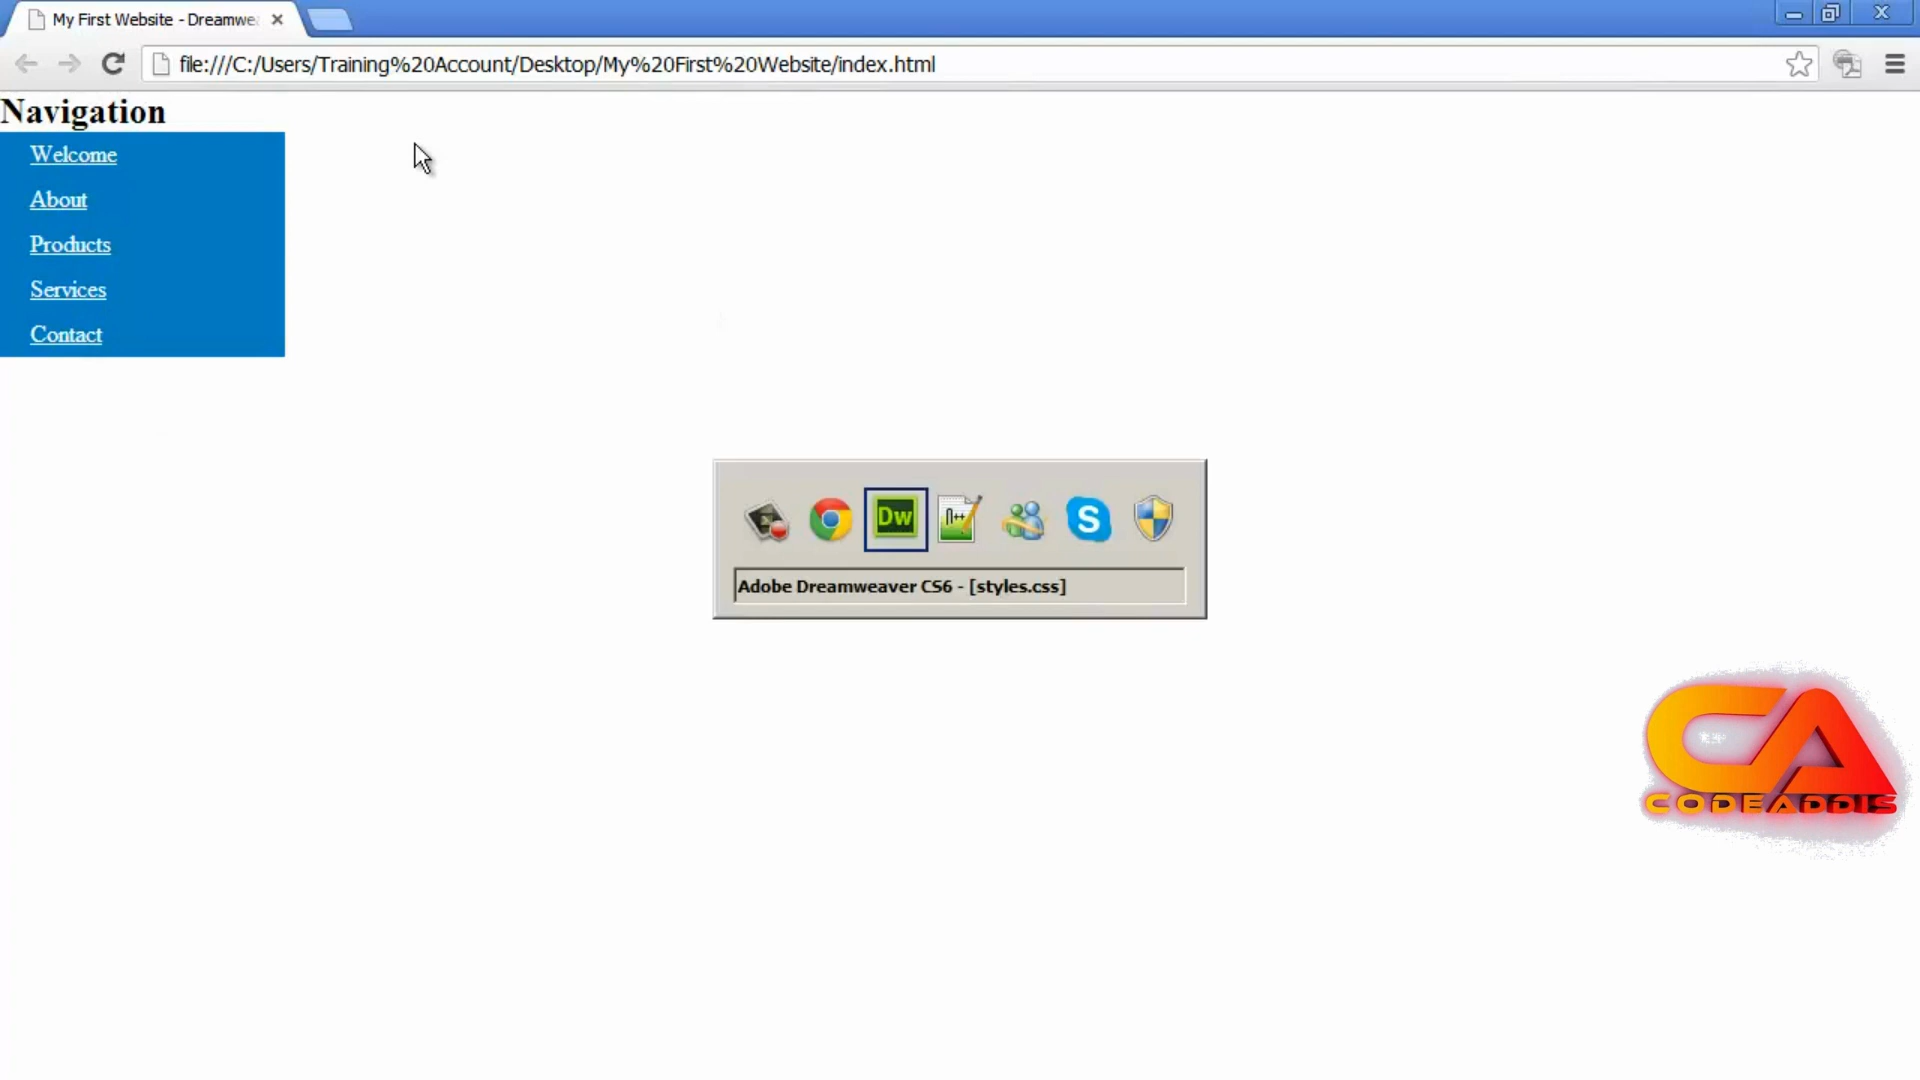 My First Website - Dreamwe
file:///C:/Users/Training%20Account/Desktop/My%20First%20Website/index.html
Navigation
Welcome
About
Products
Services
Contact
Dw
n++
S
Adobe Dreamweaver CS6 - [styles.css]
CA
CODEADDIS